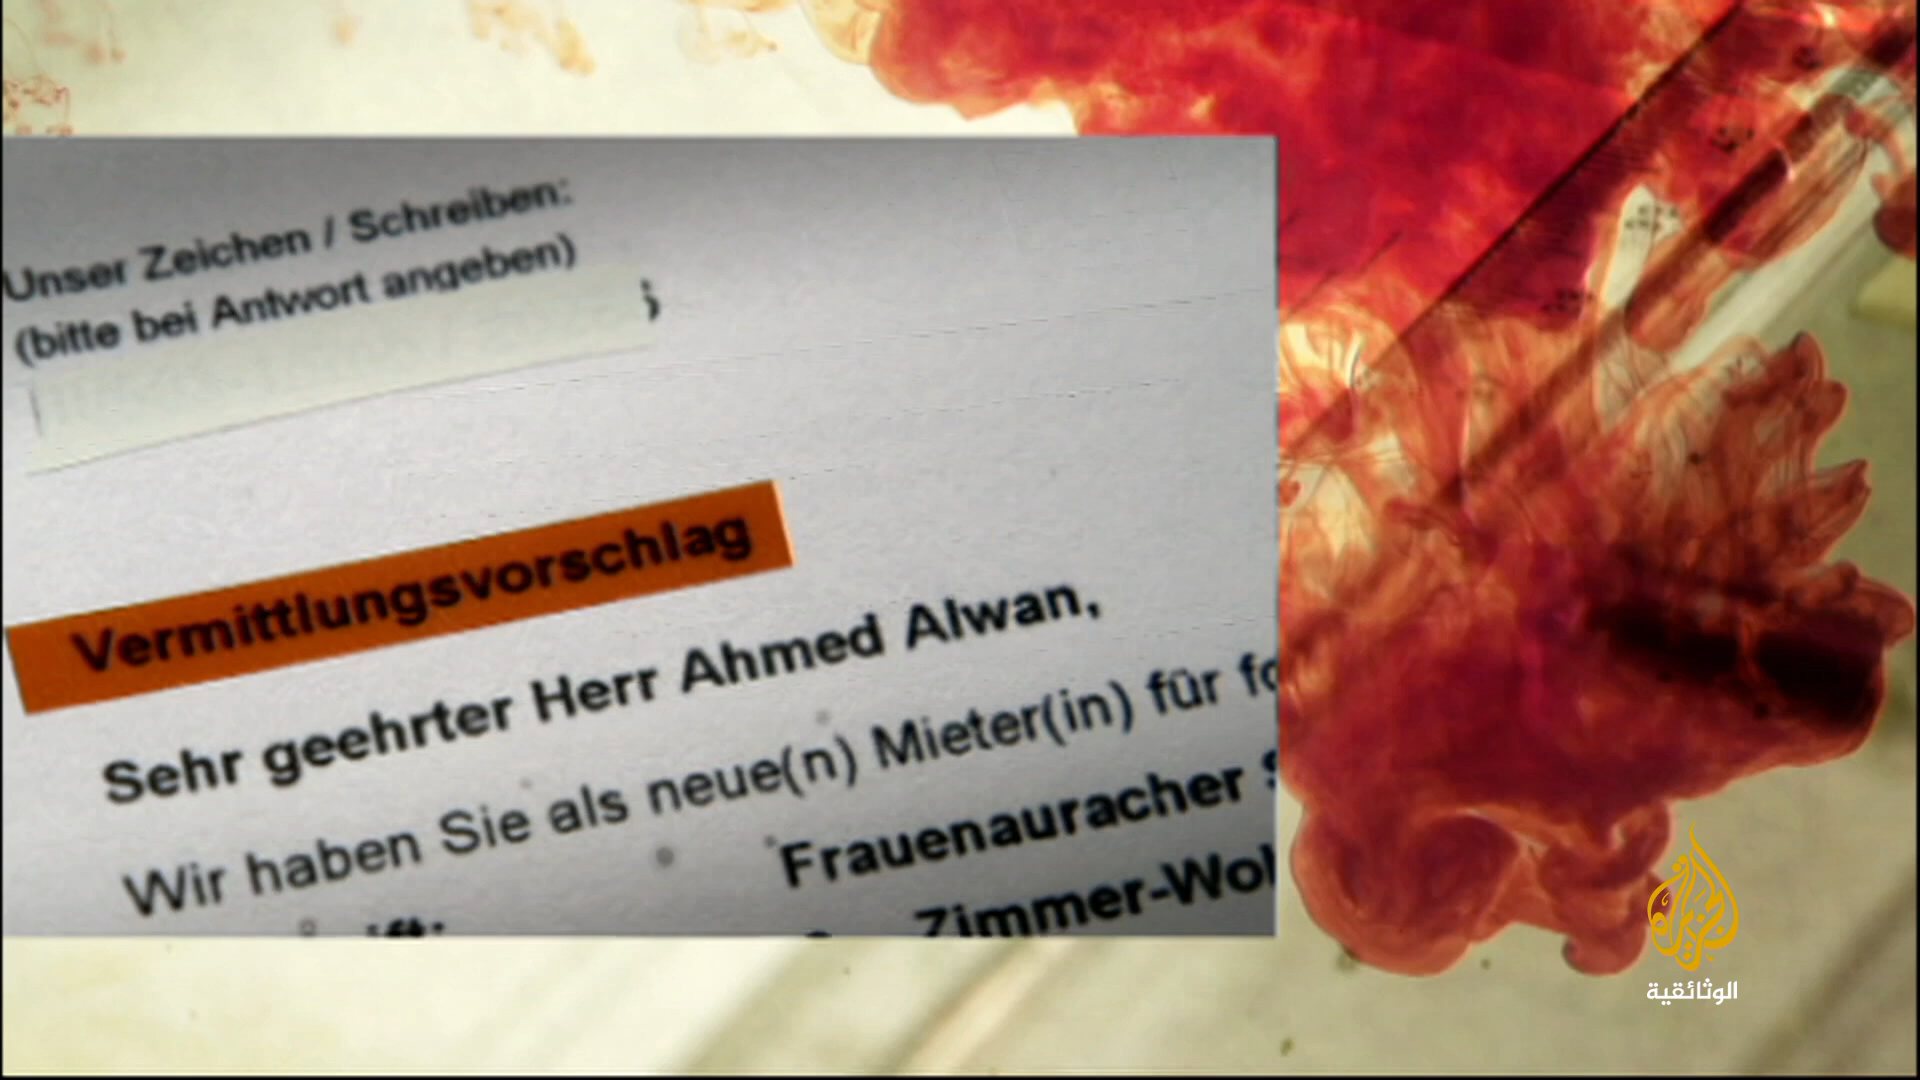 Unser Zeichen / Schreiben:
(bitte bei Antwort angeben)
Vermittlungsvorschlag
Sehr geehrter Herr Ahmed Alwan,
Wir haben Sie als neue(n) Mieter(in) für
Frauenauracher
Zimmer-Wo
الجزيرة
الوثائقية